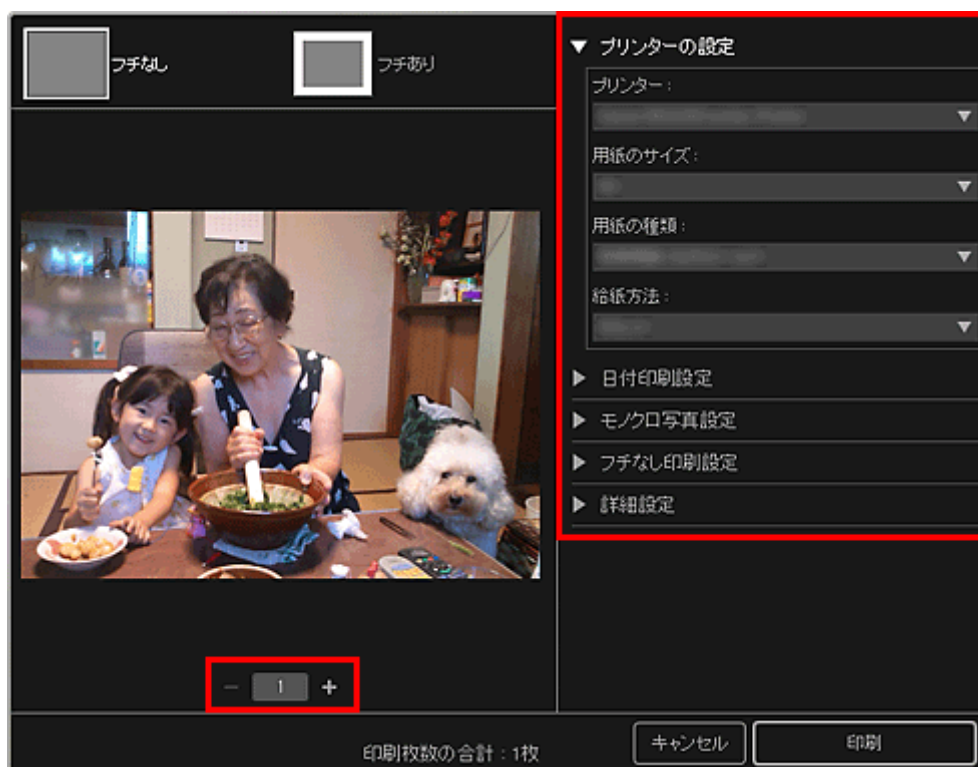 フチなし
フチあり
プリンターの設定
プリンター：
用紙のサイズ：
用紙の種類：
給紙方法：
日付印刷設定
モノクロ写真設定
フチなし印刷設定
詳細設定
1
印刷枚数の合計：1枚
キャンセル
印刷